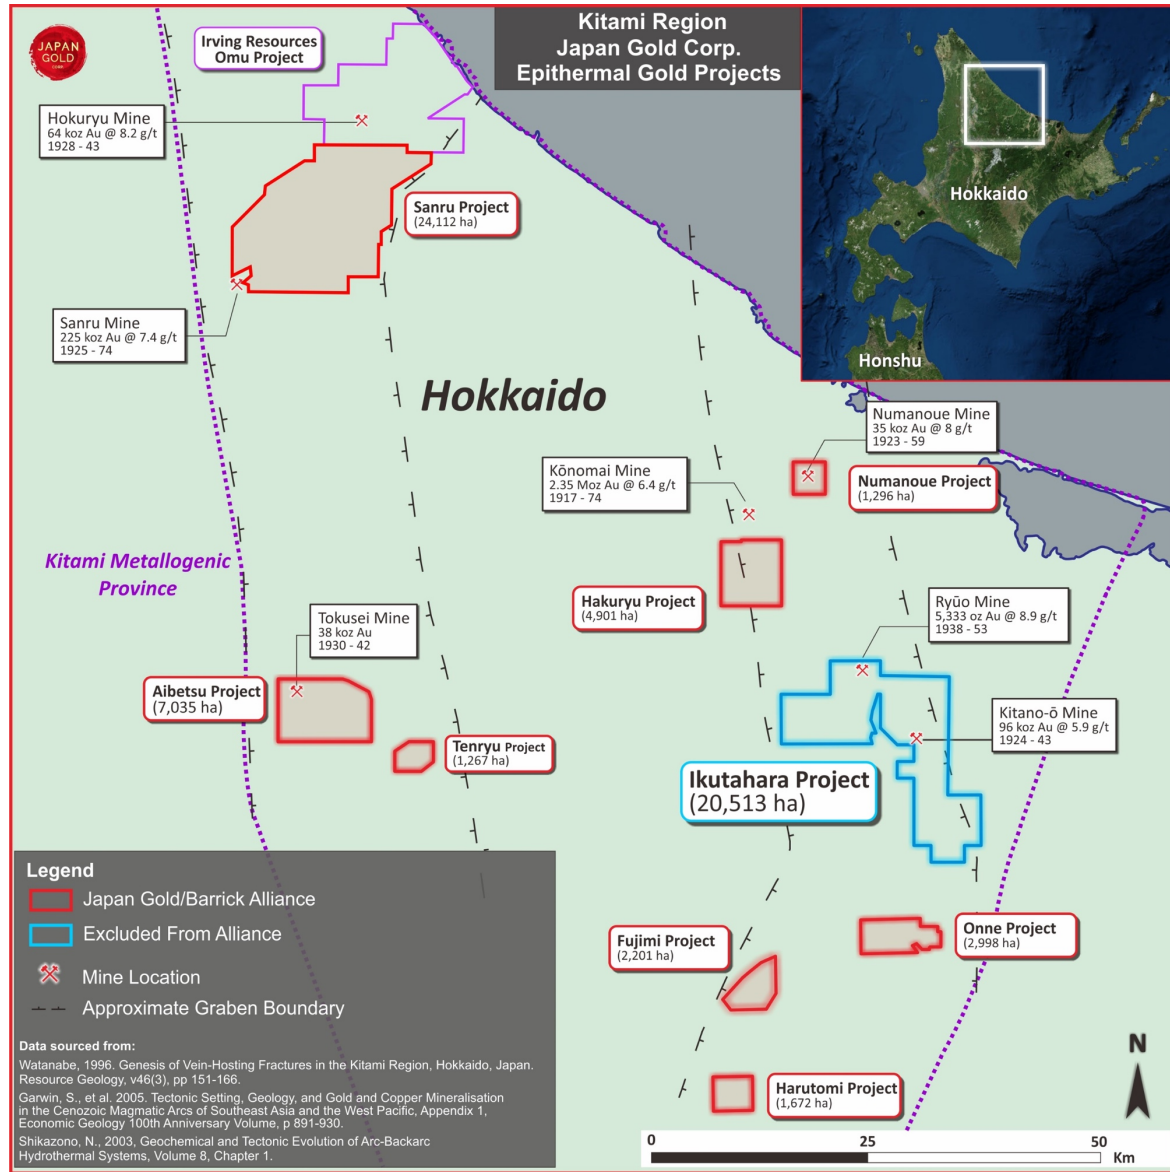 JAPAN
GOLD
CORP.
Irving Resources
Omu Project
Kitami Region
Japan Gold Corp.
Epithermal Gold Projects
Hokuryu Mine
64 koz Au @ 8.2 g/t
1928 - 43
Sanru Project
(24,112 ha)
Hokkaido
Honshu
Sanru Mine
225 koz Au @ 7.4 g/t
1925 - 74
Hokkaido
Numanoue Mine
35 koz Au @ 8 g/t
1923 - 59
Kōnomai Mine
2.35 Moz Au @ 6.4 g/t
1917 - 74
Numanoue Project
(1,296 ha)
Kitami Metallogenic
Province
Hakuryu Project
(4,901 ha)
Ryūo Mine
5,333 oz Au @ 8.9 g/t
1938 - 53
Tokusei Mine
38 koz Au
1930 - 42
Aibetsu Project
(7,035 ha)
Kitano-ō Mine
96 koz Au @ 5.9 g/t
1924 - 43
Tenryu Project
(1,267 ha)
Ikutahara Project
(20,513 ha)
Legend
Japan Gold/Barrick Alliance
Excluded From Alliance
Mine Location
Approximate Graben Boundary
Fujimi Project
(2,201 ha)
Onne Project
(2,998 ha)
Data sourced from:
Watanabe, 1996. Genesis of Vein-Hosting Fractures in the Kitami Region, Hokkaido, Japan.
Resource Geology, v46(3), pp 151-166.
Garwin, S., et al. 2005. Tectonic Setting, Geology, and Gold and Copper Mineralisation
in the Cenozoic Magmatic Arcs of Southeast Asia and the West Pacific, Appendix 1,
Economic Geology 100th Anniversary Volume, p 891-930.
Shikazono, N., 2003, Geochemical and Tectonic Evolution of Arc-Backarc
Hydrothermal Systems, Volume 8, Chapter 1.
Harutomi Project
(1,672 ha)
N
0 25 50
Km